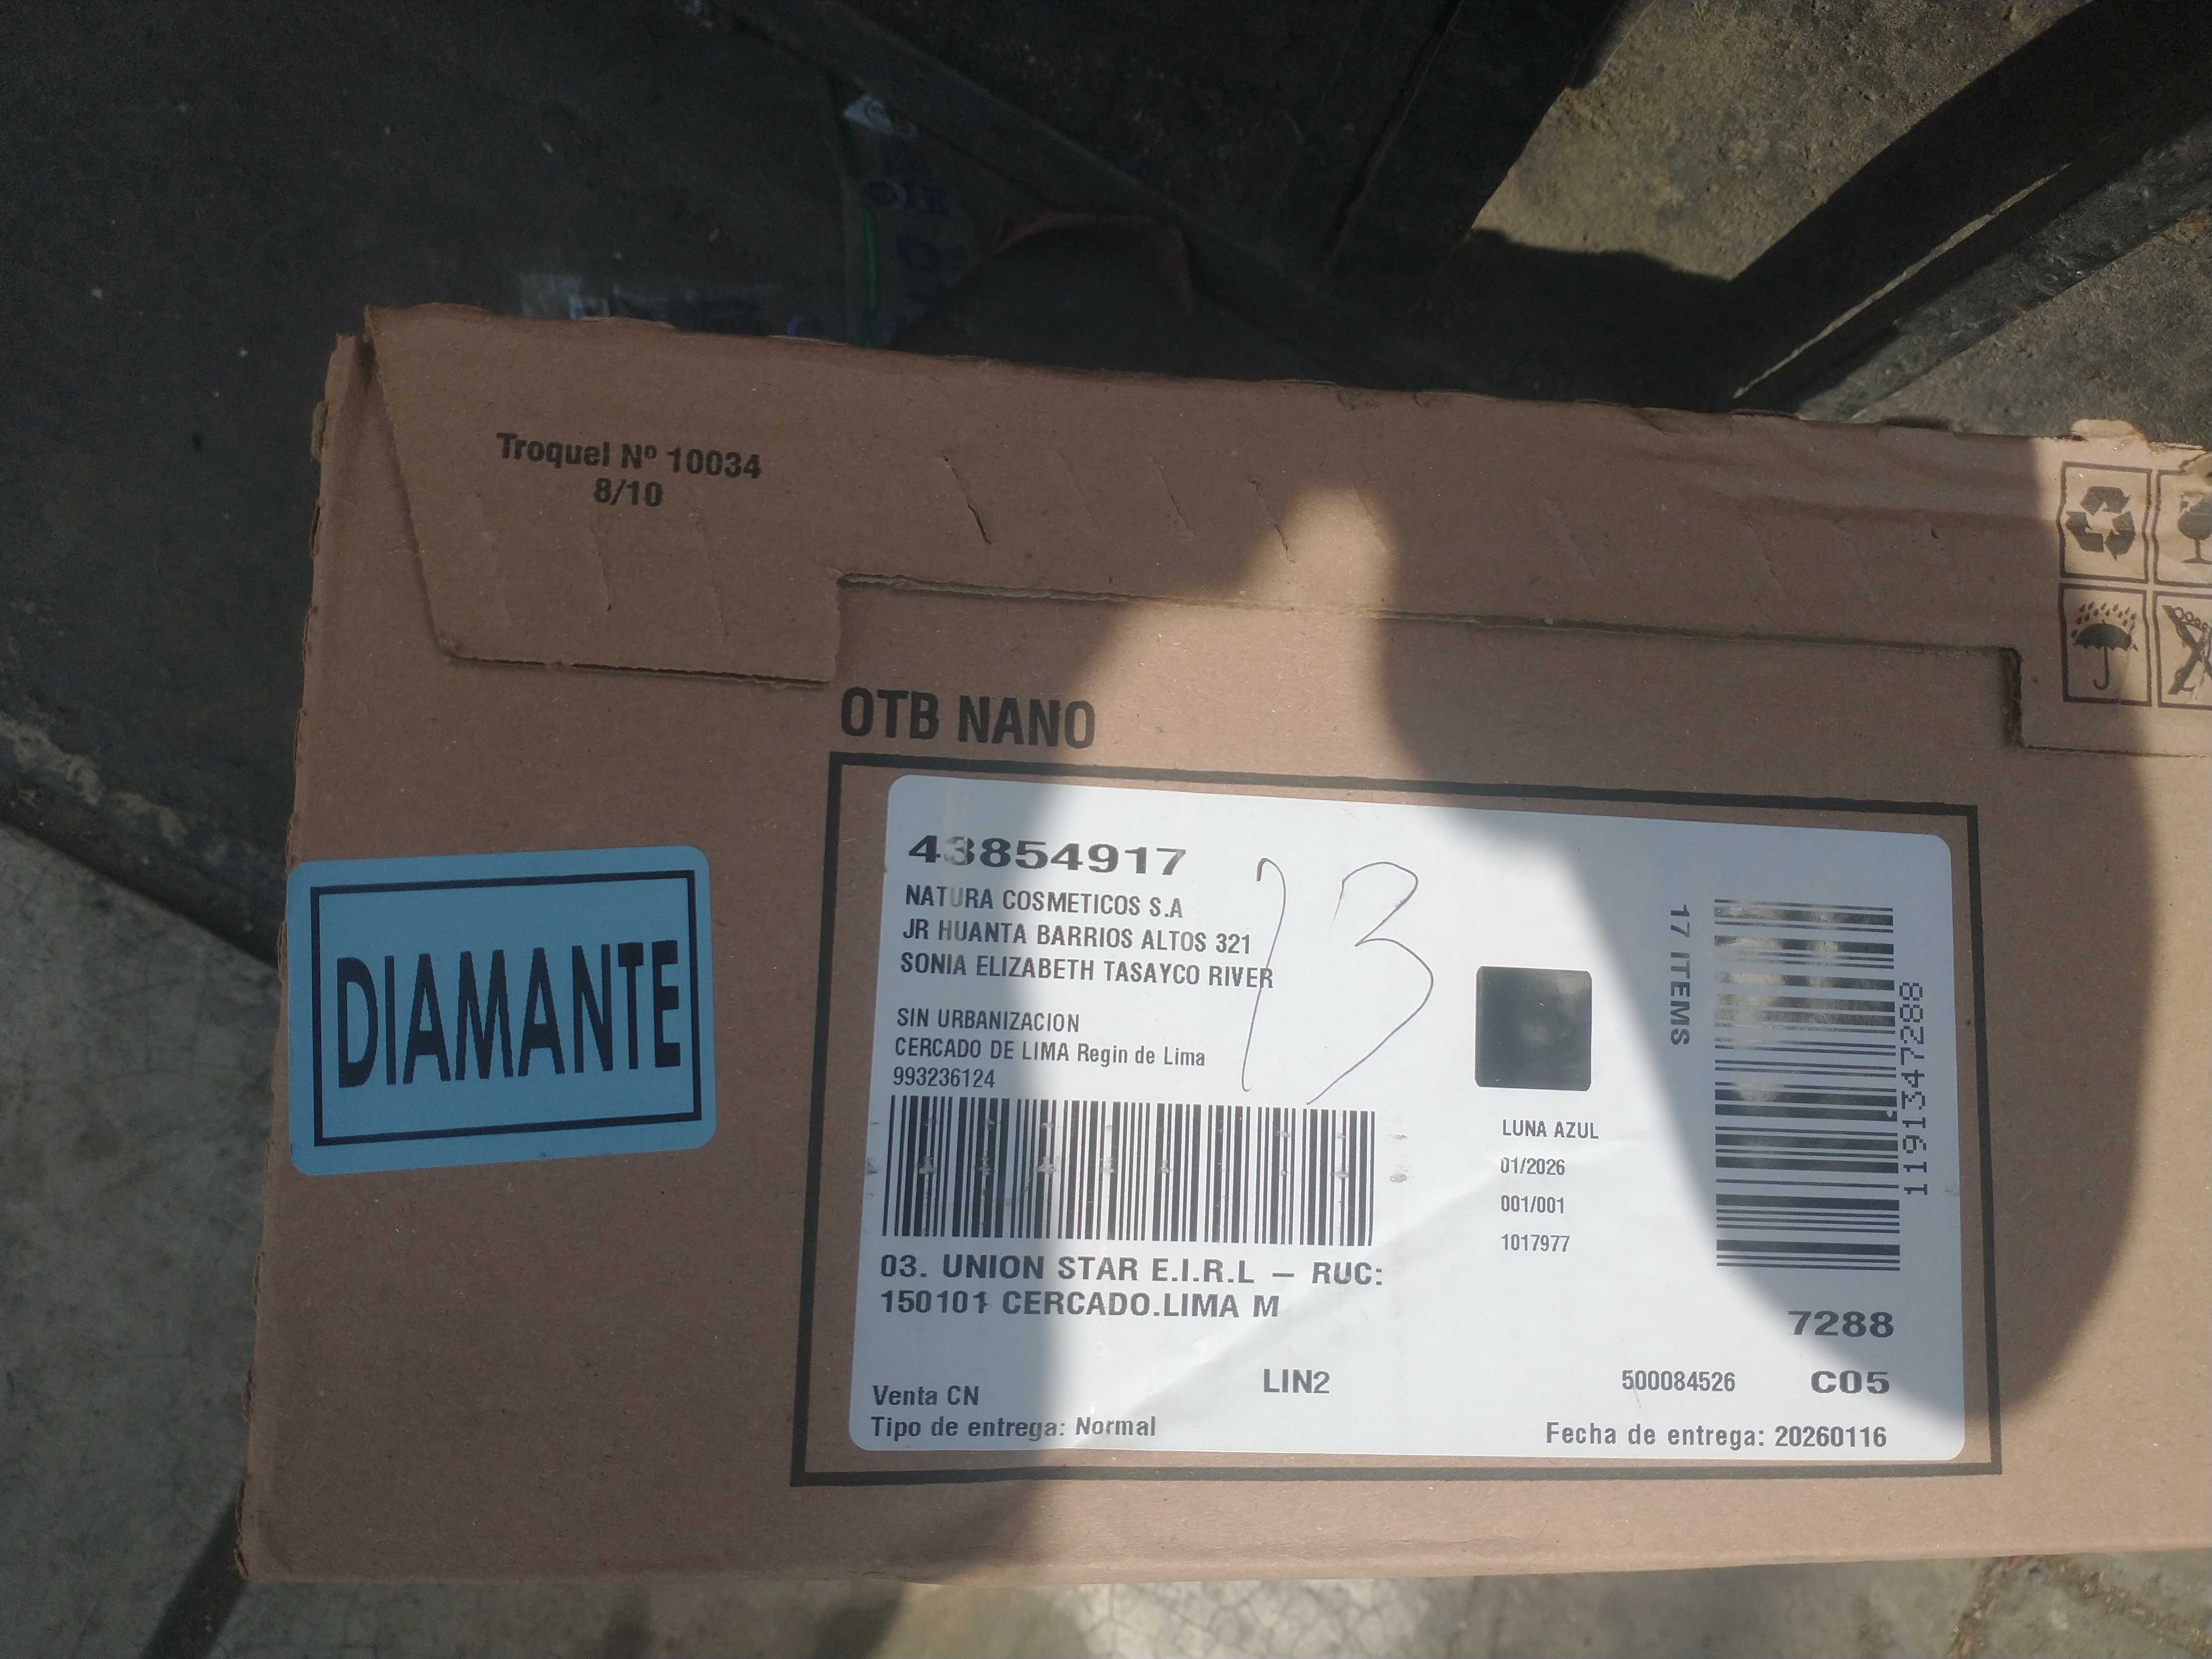 Troquel Nº 10034
8/10
OTB NANO
DIAMANTE
43854917
NATURA COSMETICOS S.A
JR HUANTA BARRIOS ALTOS 321
SONIA ELIZABETH TASAYCO RIVER
SIN URBANIZACION
CERCADO DE LIMA Regin de Lima
993236124
13
17 ITEMS
1191347288
LUNA AZUL
01/2026
001/001
1017977
03. UNION STAR E.I.R.L – RUC:
150101 CERCADO.LIMA M
7288
LIN2
500084526 C05
Venta CN
Tipo de entrega: Normal
Fecha de entrega: 20260116